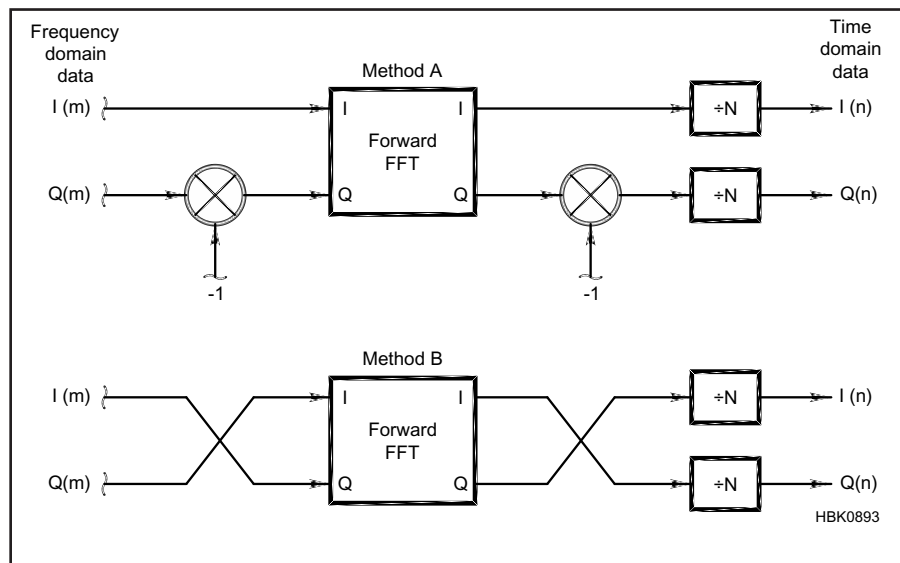 Frequency
domain
data
Time
domain
data
Method A
I (m)
I
I
÷N
I (n)
Forward
FFT
Q(m)
Q
Q
÷N
Q(n)
-1
-1
Method B
I (m)
I
I
÷N
I (n)
Forward
FFT
Q(m)
Q
Q
÷N
Q(n)
HBK0893